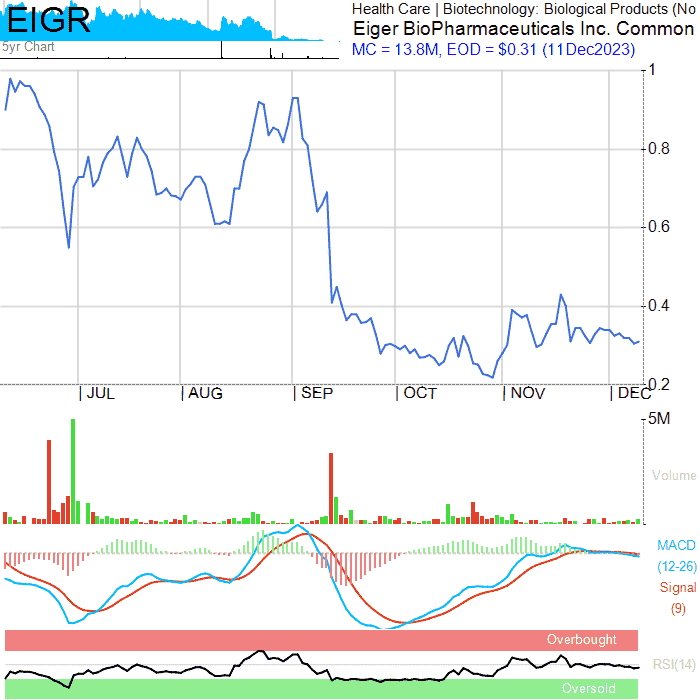 EIGR
5yr Chart
Health Care | Biotechnology: Biological Products (No
Eiger BioPharmaceuticals Inc. Common
MC = 13.8M, EOD = $0.31 (11Dec2023)
1
0.8
0.6
0.4
0.2
| JUL | AUG | SEP | OCT | NOV | DEC
5M
Volume
MACD
(12-26)
Signal
(9)
Overbought
RSI(14)
Oversold